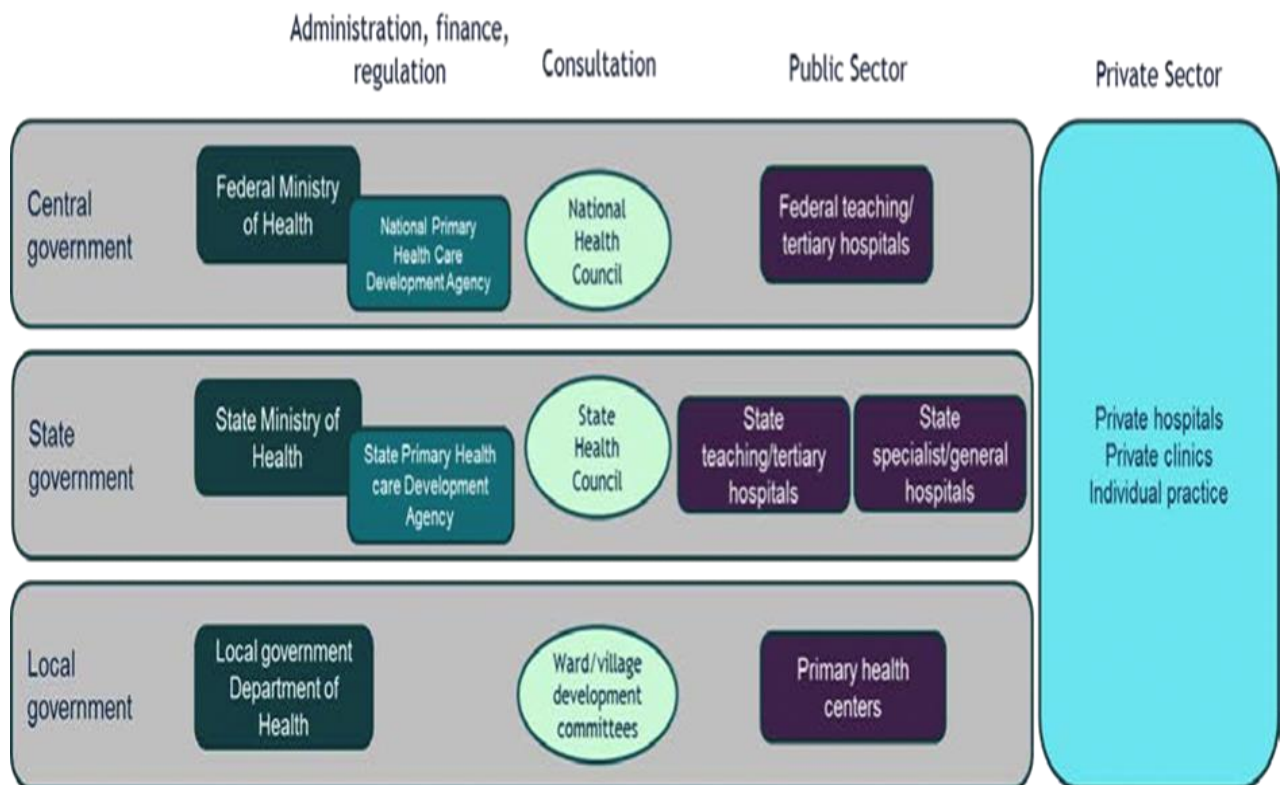 Administration, finance,
regulation
Consultation
Public Sector
Private Sector
Central
government
Federal Ministry
of Health
National Primary
Health Care
Development Agency
National
Health
Council
Federal teaching/
tertiary hospitals
State
government
State Ministry of
Health
State Primary Health
care Development
Agency
State
Health
Council
State
teaching/tertiary
hospitals
State
specialist/general
hospitals
Local
government
Local government
Department of
Health
Ward/village
development
committees
Primary health
centers
Private hospitals
Private clinics
Individual practice